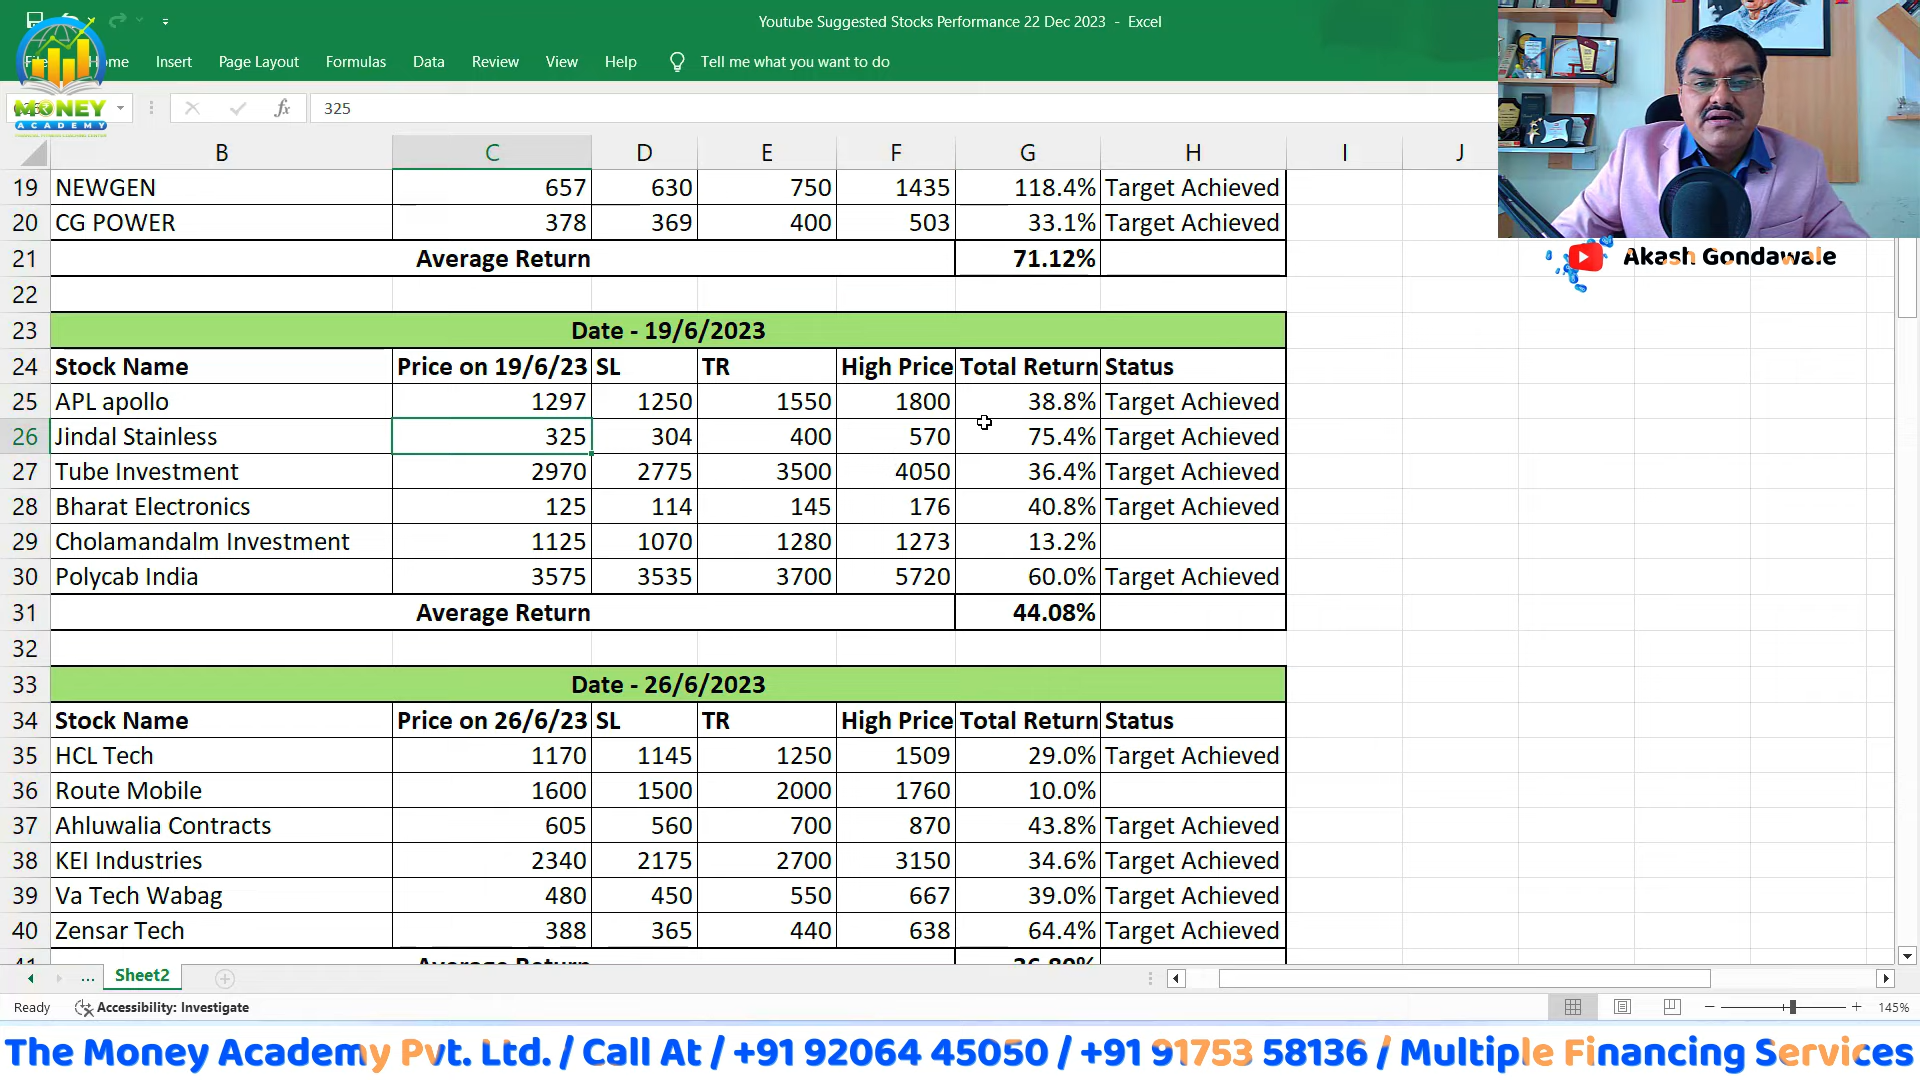 Youtube Suggested Stocks Performance 22 Dec 2023 - Excel
Home Insert Page Layout Formulas Data Review View Help Tell me what you want to do
MONEY
ACADEMY
fx 325
B C D E F G H I J
19 NEWGEN 657 630 750 1435 118.4% Target Achieved
20 CG POWER 378 369 400 503 33.1% Target Achieved
21 Average Return 71.12%
Akash Gondawale
22
23 Date - 19/6/2023
24 Stock Name Price on 19/6/23 SL TR High Price Total Return Status
25 APL apollo 1297 1250 1550 1800 38.8% Target Achieved
26 Jindal Stainless 325 304 400 570 75.4% Target Achieved
27 Tube Investment 2970 2775 3500 4050 36.4% Target Achieved
28 Bharat Electronics 125 114 145 176 40.8% Target Achieved
29 Cholamandalm Investment 1125 1070 1280 1273 13.2%
30 Polycab India 3575 3535 3700 5720 60.0% Target Achieved
31 Average Return 44.08%
32
33 Date - 26/6/2023
34 Stock Name Price on 26/6/23 SL TR High Price Total Return Status
35 HCL Tech 1170 1145 1250 1509 29.0% Target Achieved
36 Route Mobile 1600 1500 2000 1760 10.0%
37 Ahluwalia Contracts 605 560 700 870 43.8% Target Achieved
38 KEI Industries 2340 2175 2700 3150 34.6% Target Achieved
39 Va Tech Wabag 480 450 550 667 39.0% Target Achieved
40 Zensar Tech 388 365 440 638 64.4% Target Achieved
... Sheet2
Ready Accessibility: Investigate 145%
The Money Academy Pvt. Ltd. / Call At / +91 92064 45050 / +91 91753 58136 / Multiple Financing Services